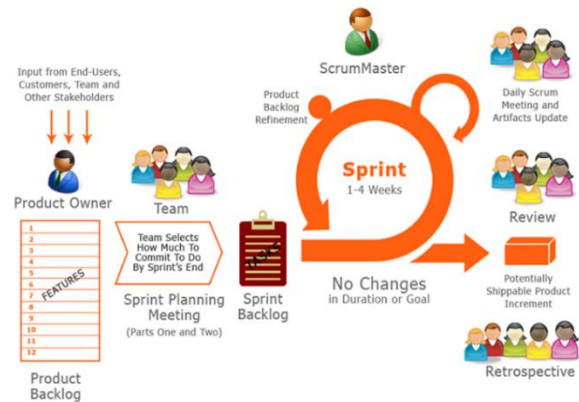 Input from End-Users,
Customers, Team and
Other Stakeholders
Product Owner
1
2
3
4
5
6
7
8
9
10
11
12
FEATURES
Product
Backlog
Team
Team Selects
How Much To
Commit To Do
By Sprint's End
Sprint Planning
Meeting
(Parts One and Two)
TASKS
Sprint
Backlog
ScrumMaster
Product
Backlog
Refinement
Sprint
1-4 Weeks
No Changes
in Duration or Goal
Daily Scrum
Meeting and
Artifacts Update
Review
Potentially
Shippable Product
Increment
Retrospective